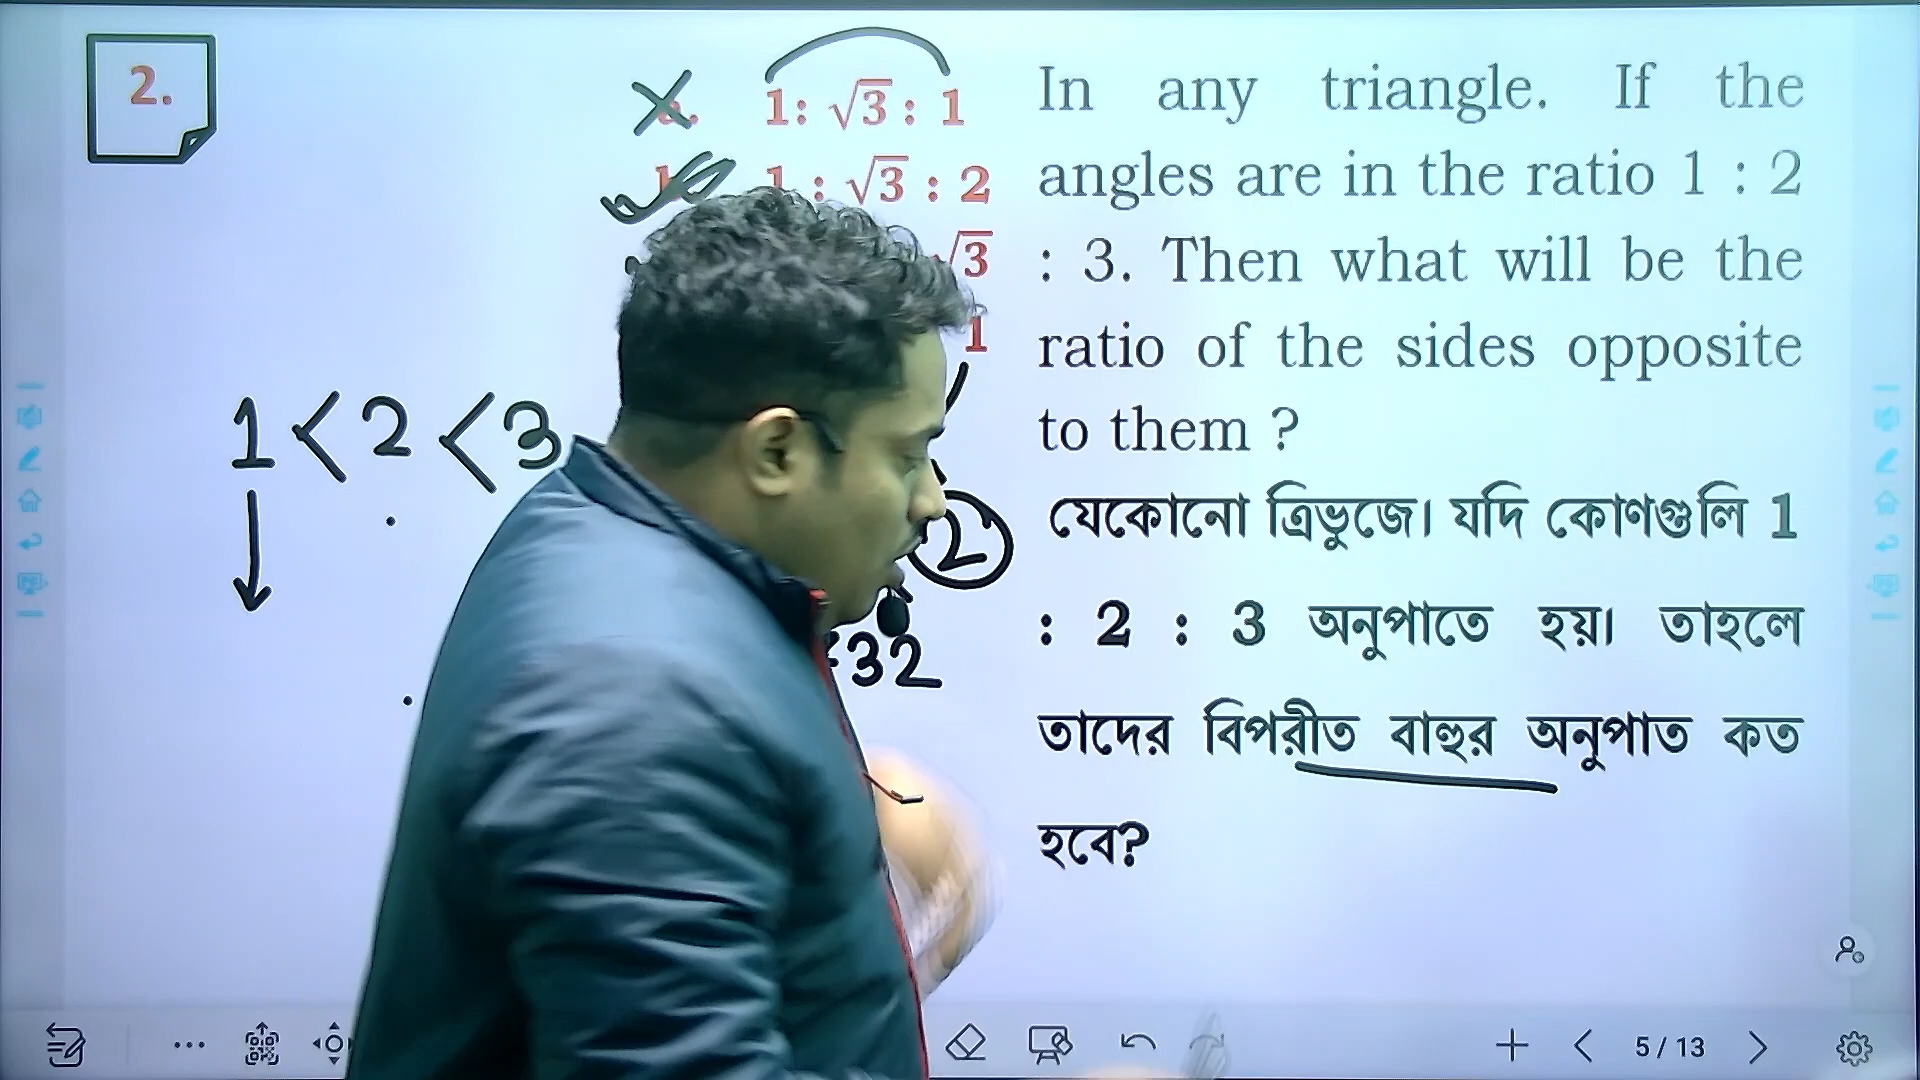 2.
a. 1: √3 : 1
1 : √3 : 2
√3
1
In any triangle. If the
angles are in the ratio 1 : 2
: 3. Then what will be the
ratio of the sides opposite
to them ?
যেকোনো ত্রিভুজে। যদি কোণগুলি 1
: 2 : 3 অনুপাতে হয়। তাহলে
তাদের বিপরীত বাহুর অনুপাত কত
হবে?
1 < 2 < 3
2
32
5 / 13